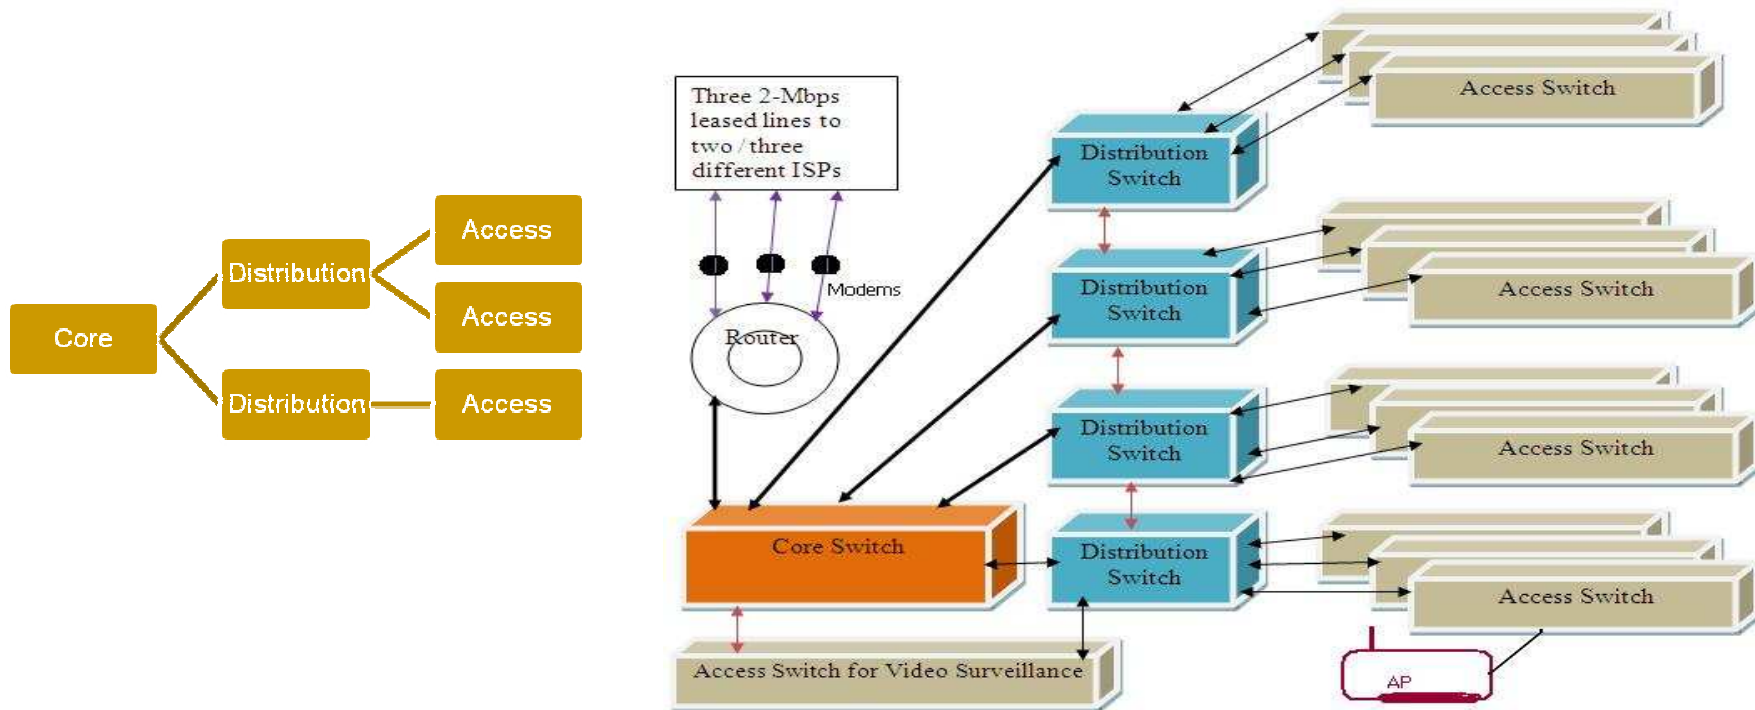 Core
Distribution
Distribution
Access
Access
Access
Three 2-Mbps
leased lines to
two / three
different ISPs
Modems
Router
Core Switch
Access Switch for Video Surveillance
Distribution
Switch
Distribution
Switch
Distribution
Switch
Distribution
Switch
Access Switch
Access Switch
Access Switch
Access Switch
AP